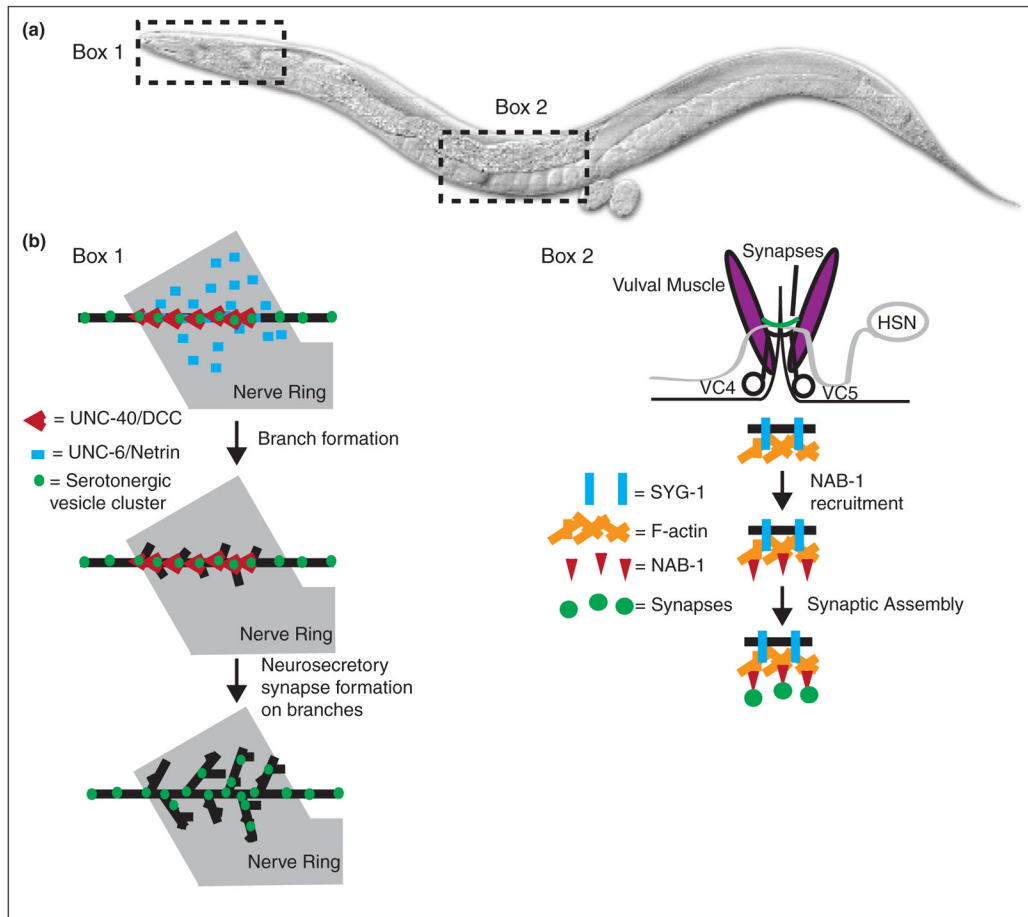 (a)
Box 1
Box 2
(b)
Box 1
Nerve Ring
= UNC-40/DCC
= UNC-6/Netrin
= Serotonergic
vesicle cluster
Branch formation
Nerve Ring
Neurosecretory
synapse formation
on branches
Nerve Ring
Box 2
Synapses
Vulval Muscle
HSN
VC4
VC5
= SYG-1
= F-actin
= NAB-1
= Synapses
NAB-1
recruitment
Synaptic Assembly